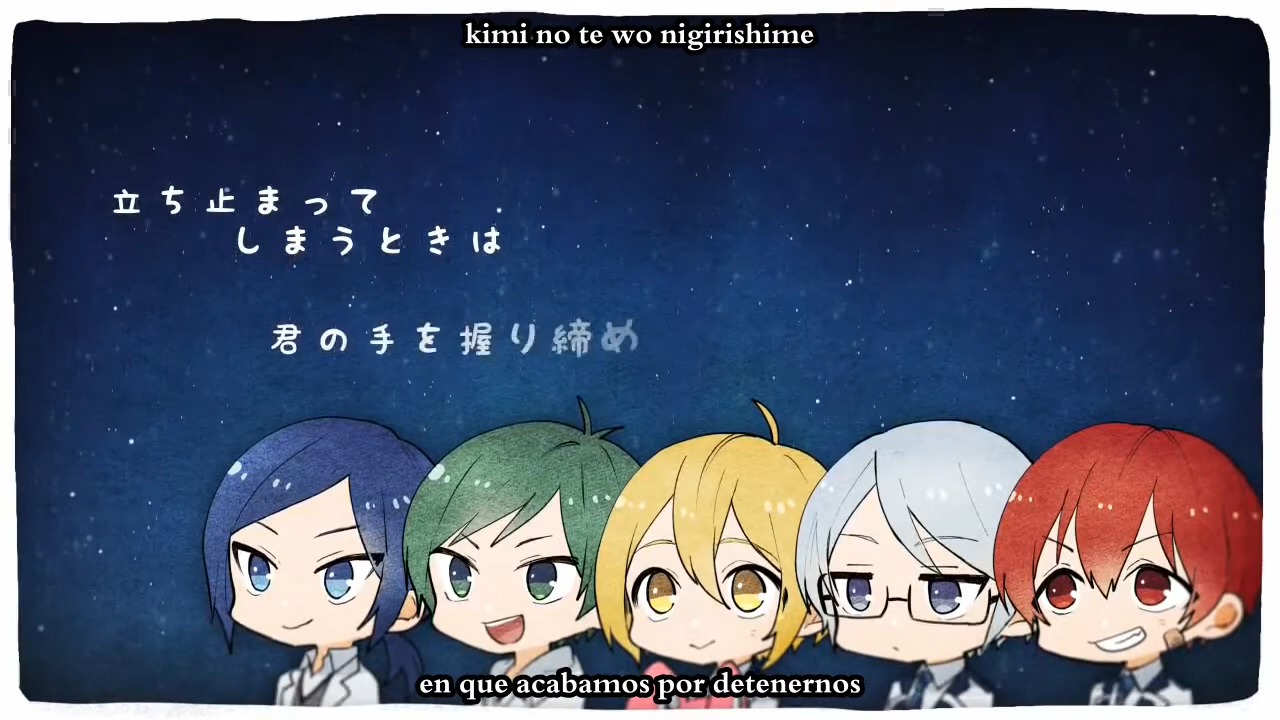 kimi no te wo nigirishime
立ち止まって
しまうときは
君の手を握り締め
en que acabamos por detenernos